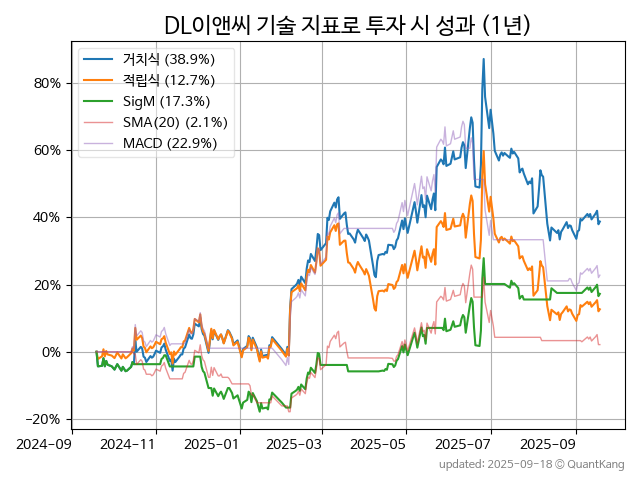 DL이앤씨 기술 지표로 투자 시 성과 (1년)
거치식 (38.9%)
적립식 (12.7%)
SigM (17.3%)
SMA(20) (2.1%)
MACD (22.9%)
80%
60%
40%
20%
0%
−20%
2024-09 2024-11 2025-01 2025-03 2025-05 2025-07 2025-09
updated: 2025-09-18 © QuantKang